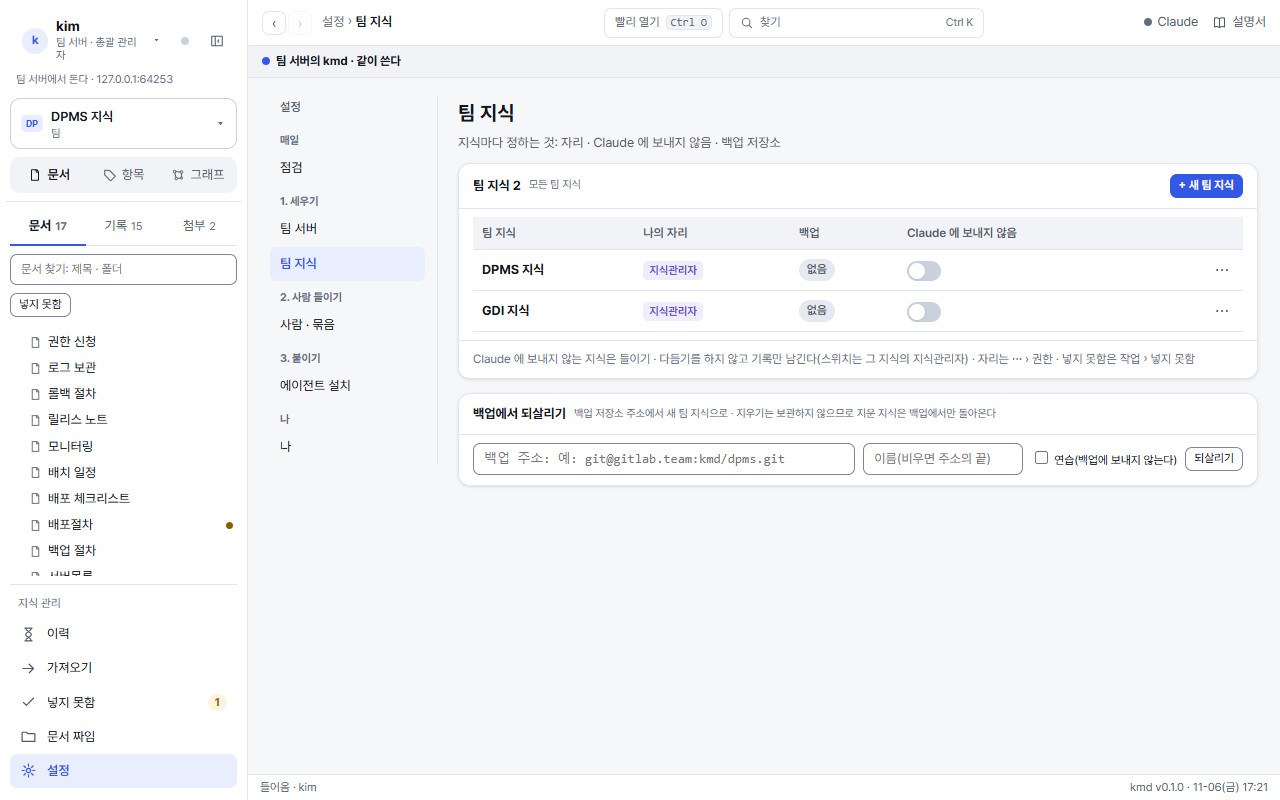 k
kim
팀 서버 · 총괄 관리
자
팀 서버에서 돈다 · 127.0.0.1:64253
DP
DPMS 지식
팀
문서
항목
그래프
문서 17
기록 15
첨부 2
문서 찾기: 제목 · 폴더
넣지 못함
권한 신청
로그 보관
롤백 절차
릴리스 노트
모니터링
배치 일정
배포 체크리스트
배포절차
백업 절차
서버목록
지식 관리
이력
가져오기
넣지 못함 1
문서 짜임
설정
‹ › 설정 › 팀 지식
빨리 열기 Ctrl O
찾기 Ctrl K
Claude
설명서
팀 서버의 kmd · 같이 쓴다
설정
매일
점검
1. 세우기
팀 서버
팀 지식
2. 사람 들이기
사람 · 묶음
3. 붙이기
에이전트 설치
나
나
팀 지식
지식마다 정하는 것: 자리 · Claude 에 보내지 않음 · 백업 저장소
팀 지식 2 모든 팀 지식
+ 새 팀 지식
팀 지식 나의 자리 백업 Claude 에 보내지 않음
DPMS 지식 지식관리자 없음 ⋯
GDI 지식 지식관리자 없음 ⋯
Claude 에 보내지 않는 지식은 들이기 · 다듬기를 하지 않고 기록만 남긴다(스위치는 그 지식의 지식관리자) · 자리는 ⋯ › 권한 · 넣지 못함은 작업 › 넣지 못함
백업에서 되살리기 백업 저장소 주소에서 새 팀 지식으로 · 지우기는 보관하지 않으므로 지운 지식은 백업에서만 돌아온다
백업 주소: 예: git@gitlab.team:kmd/dpms.git
이름(비우면 주소의 끝)
연습(백업에 보내지 않는다)
되살리기
들어옴 · kim
kmd v0.1.0 · 11-06(금) 17:21